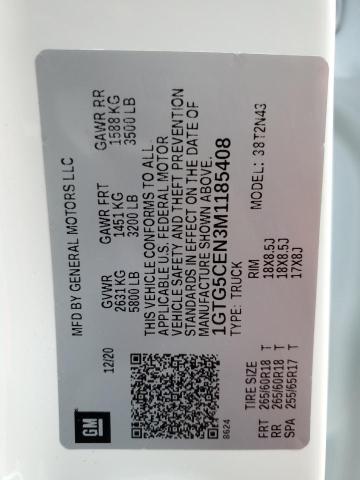 MFD BY GENERAL MOTORS LLC
12/20
GVWR
2631 KG
5800 LB
GAWR FRT
1451 KG
3200 LB
GAWR RR
1588 KG
3500 LB
THIS VEHICLE CONFORMS TO ALL
APPLICABLE U.S. FEDERAL MOTOR
VEHICLE SAFETY AND THEFT PREVENTION
STANDARDS IN EFFECT ON THE DATE OF
MANUFACTURE SHOWN ABOVE.
1GTG5CEN3M1185408
TYPE: TRUCK
MODEL: 38T2N43
GM
8624
TIRE SIZE
RIM
FRT 265/60R18 T 18X8.5J
RR 265/60R18 T 18X8.5J
SPA 255/65R17 T 17X8J